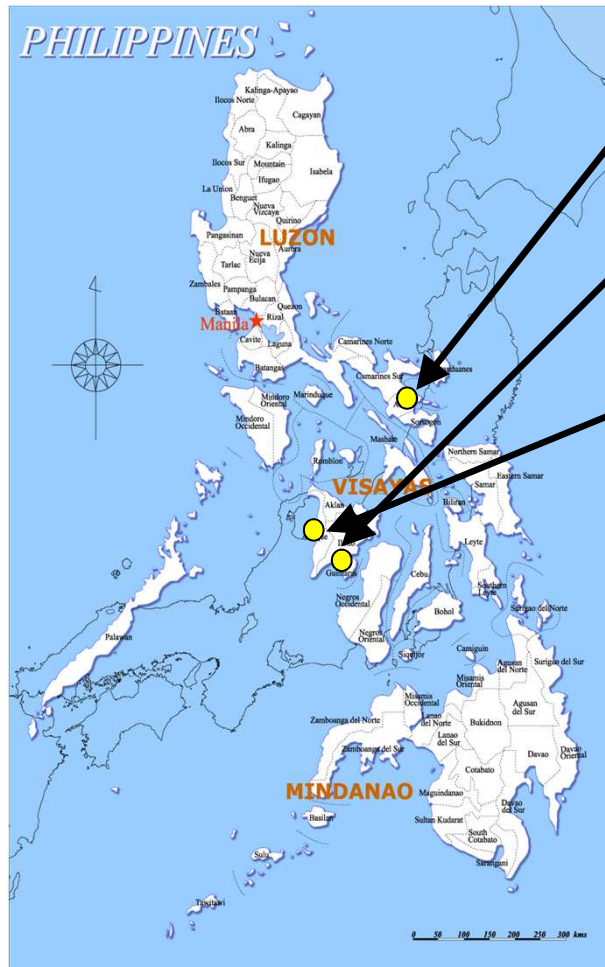 PHILIPPINES
Kalinga-Apayao
Ilocos Norte
Cagayan
Abra
Kalinga
Ilocos Sur
Mountain
Isabela
Ifugao
La Union
Benguet
Nueva
Vizcaya
Quirino
LUZON
Pangasinan
Aurora
Nueva
Ecija
Tarlac
Zambales
Pampanga
Bulacan
Quezon
Bataan
Rizal
Manila
Cavite
Laguna
Camarines Norte
Batangas
Camarines Sur
Mindoro
Oriental
Marinduque
Mindoro
Occidental
Sorsogon
Masbate
Northern Samar
Romblon
Eastern Samar
VISAYAS
Samar
Aklan
Biliran
Leyte
Guimaras
Cebu
Southern
Leyte
Negros
Occidental
Bohol
Surigao del Norte
Negros
Oriental
Palawan
Siquijor
Camiguin
Agusan
del Norte
Surigao del Sur
Misamis
Oriental
Misamis
Occidental
Agusan
del Sur
Lanao
del Norte
Zamboanga del Norte
Bukidnon
Lanao
del Sur
Zamboanga del Sur
Davao
Davao
Oriental
Cotabato
MINDANAO
Maguindanao
Davao
del Sur
Basilan
Sultan Kudarat
South
Cotabato
Sulu
Sarangani
Tawitawi
0 50 100 150 200 250 300 kms